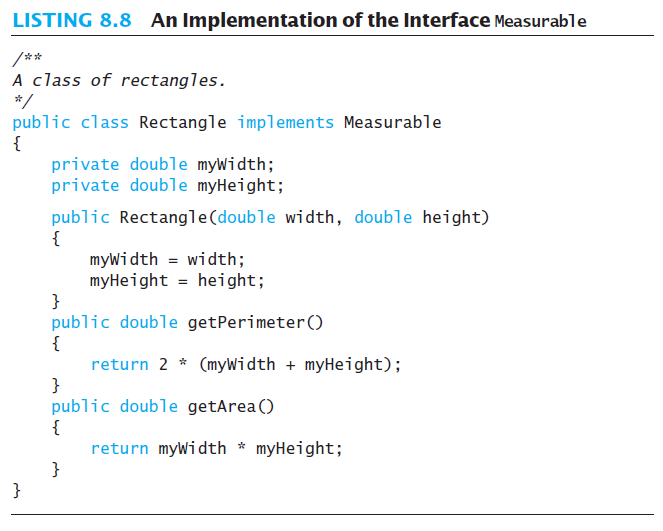 LISTING 8.8 An Implementation of the Interface Measurable
/**
A class of rectangles.
*/
public class Rectangle implements Measurable
{
    private double myWidth;
    private double myHeight;
    public Rectangle(double width, double height)
    {
        myWidth = width;
        myHeight = height;
    }
    public double getPerimeter()
    {
        return 2 * (myWidth + myHeight);
    }
    public double getArea()
    {
        return myWidth * myHeight;
    }
}